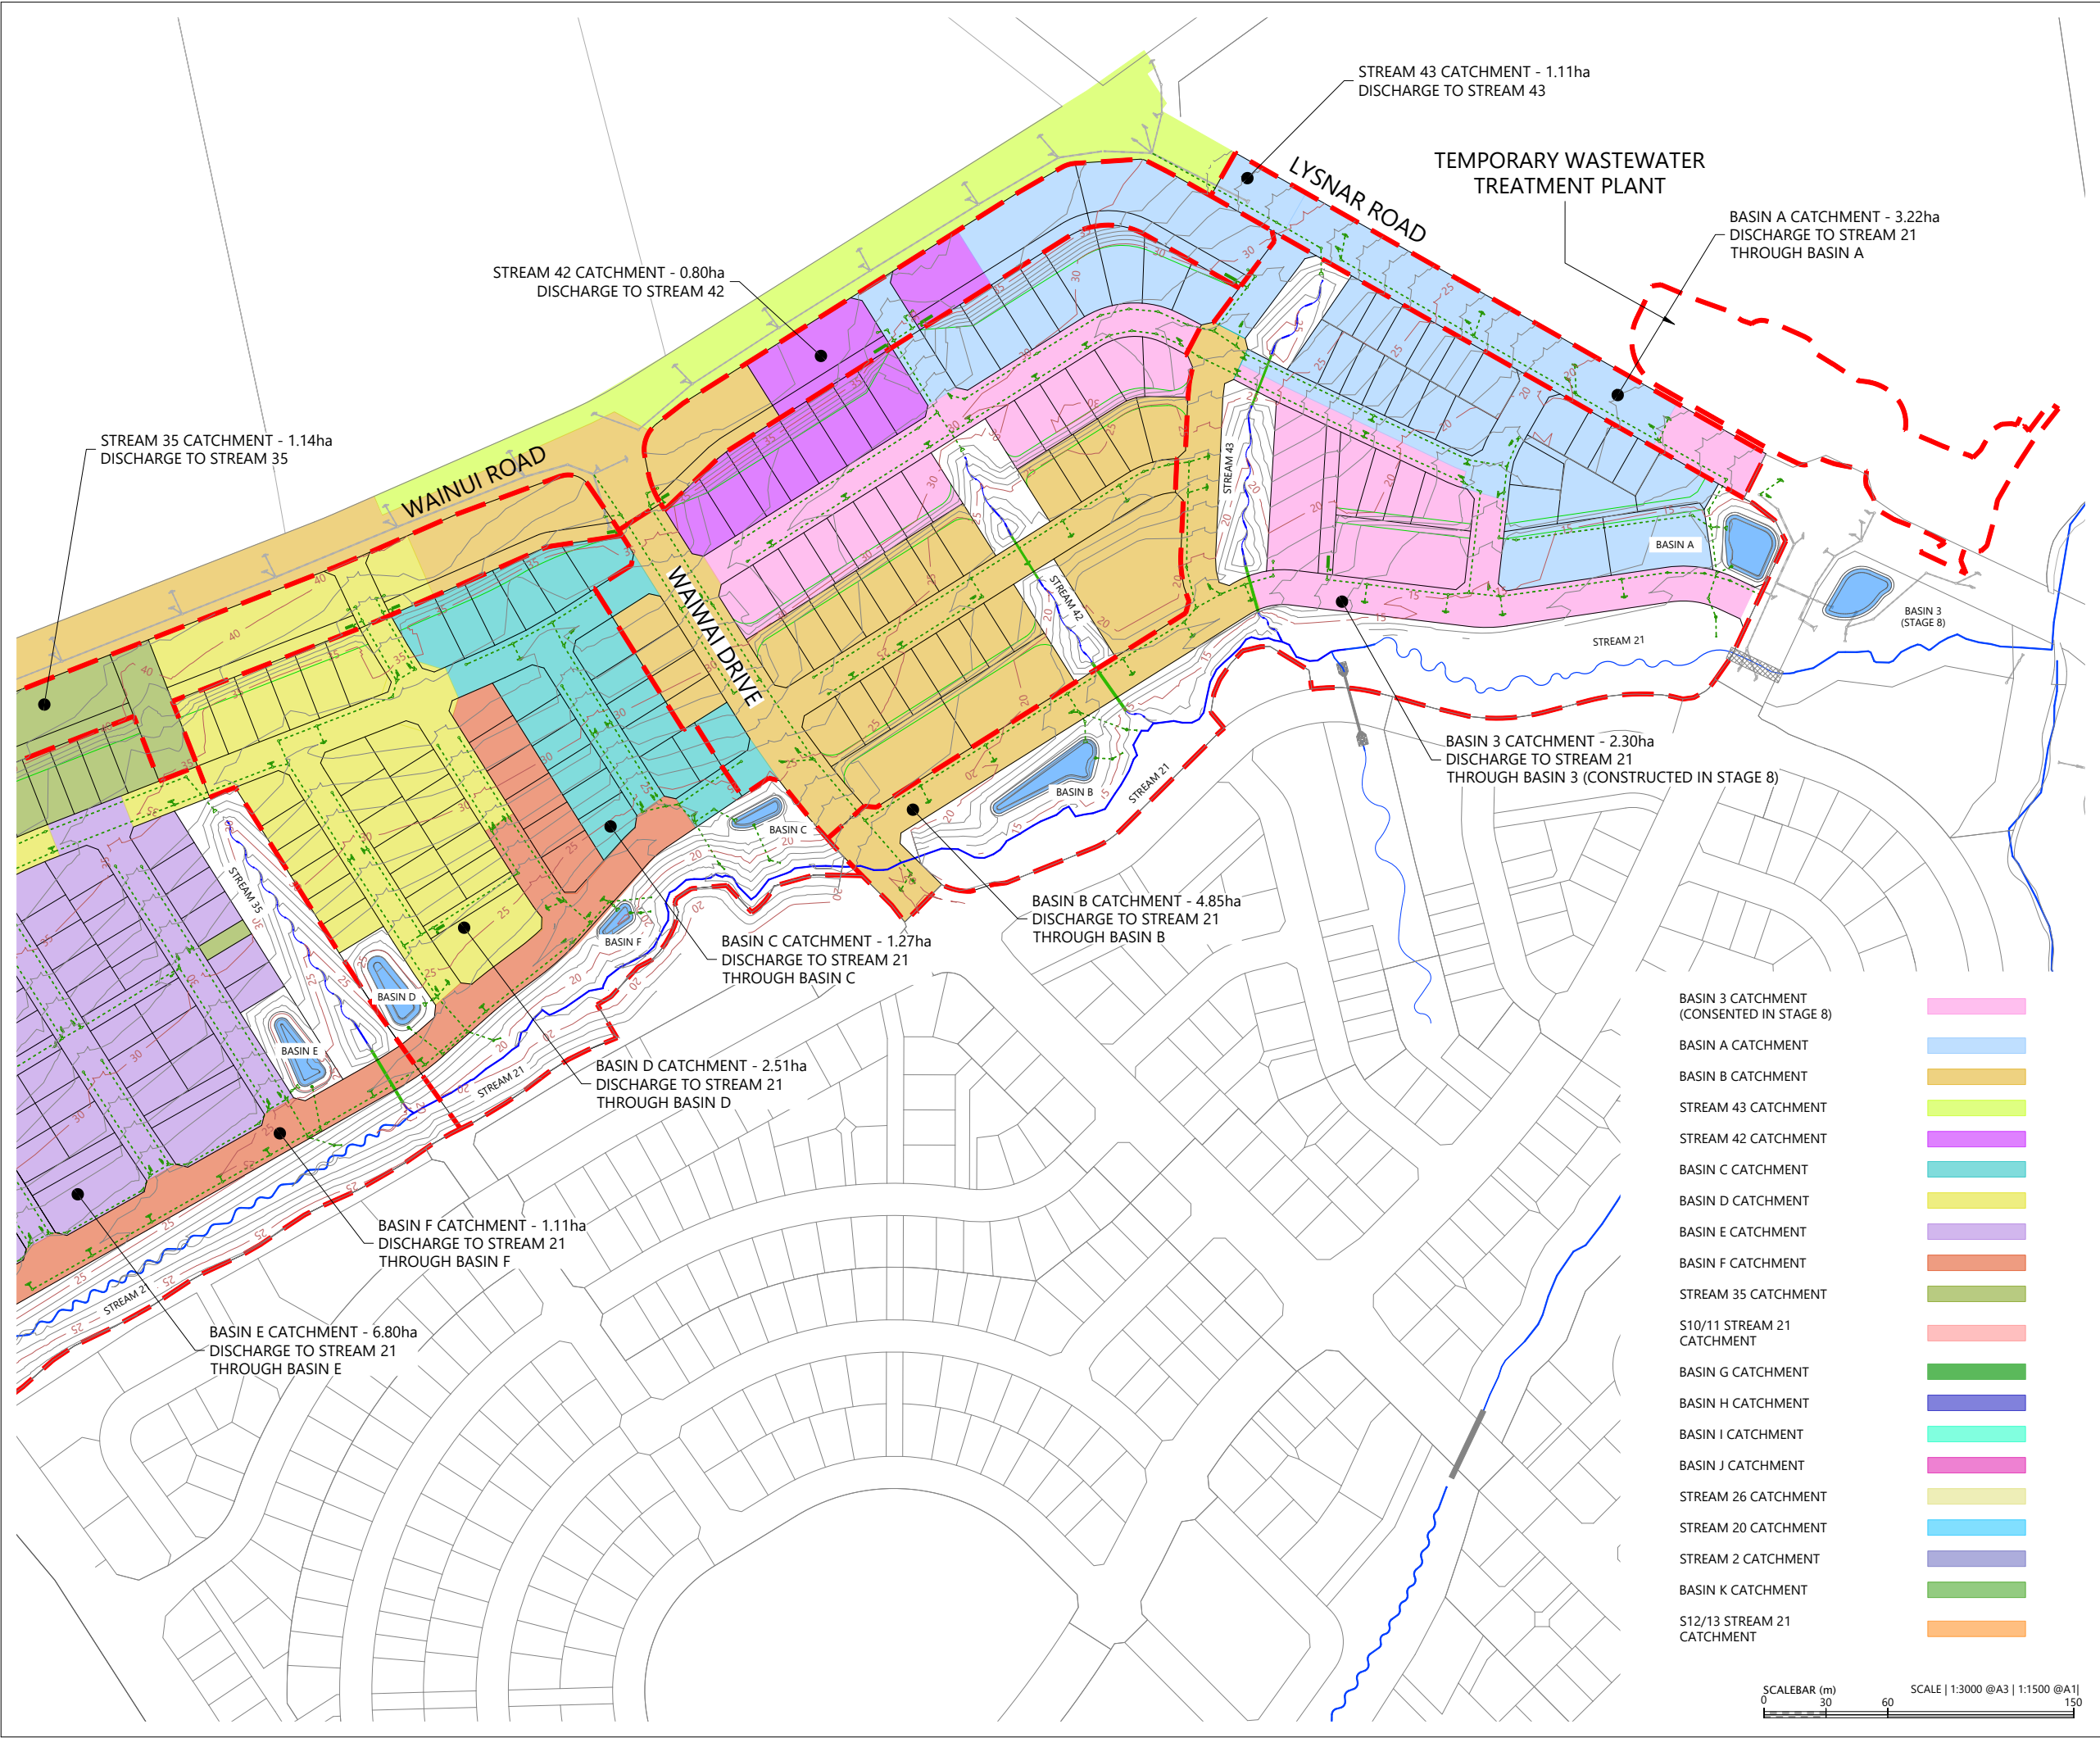 STREAM 43 CATCHMENT - 1.11ha
DISCHARGE TO STREAM 43
LYSNAR ROAD
TEMPORARY WASTEWATER
TREATMENT PLANT
BASIN A CATCHMENT - 3.22ha
DISCHARGE TO STREAM 21
THROUGH BASIN A
STREAM 42 CATCHMENT - 0.80ha
DISCHARGE TO STREAM 42
STREAM 35 CATCHMENT - 1.14ha
DISCHARGE TO STREAM 35
WAINUI ROAD
WAIWAI DRIVE
STREAM 43
STREAM 42
BASIN A
BASIN 3
(STAGE 8)
STREAM 21
BASIN 3 CATCHMENT - 2.30ha
DISCHARGE TO STREAM 21
THROUGH BASIN 3 (CONSTRUCTED IN STAGE 8)
BASIN B
STREAM 21
BASIN C
STREAM 35
BASIN F
BASIN D
BASIN E
STREAM 21
BASIN B CATCHMENT - 4.85ha
DISCHARGE TO STREAM 21
THROUGH BASIN B
BASIN C CATCHMENT - 1.27ha
DISCHARGE TO STREAM 21
THROUGH BASIN C
BASIN D CATCHMENT - 2.51ha
DISCHARGE TO STREAM 21
THROUGH BASIN D
BASIN F CATCHMENT - 1.11ha
DISCHARGE TO STREAM 21
THROUGH BASIN F
STREAM 21
BASIN E CATCHMENT - 6.80ha
DISCHARGE TO STREAM 21
THROUGH BASIN E
BASIN 3 CATCHMENT
(CONSENTED IN STAGE 8)
BASIN A CATCHMENT
BASIN B CATCHMENT
STREAM 43 CATCHMENT
STREAM 42 CATCHMENT
BASIN C CATCHMENT
BASIN D CATCHMENT
BASIN E CATCHMENT
BASIN F CATCHMENT
STREAM 35 CATCHMENT
S10/11 STREAM 21
CATCHMENT
BASIN G CATCHMENT
BASIN H CATCHMENT
BASIN I CATCHMENT
BASIN J CATCHMENT
STREAM 26 CATCHMENT
STREAM 20 CATCHMENT
STREAM 2 CATCHMENT
BASIN K CATCHMENT
S12/13 STREAM 21
CATCHMENT
SCALEBAR (m)
SCALE | 1:3000 @A3 | 1:1500 @A1|
0 30 60 150